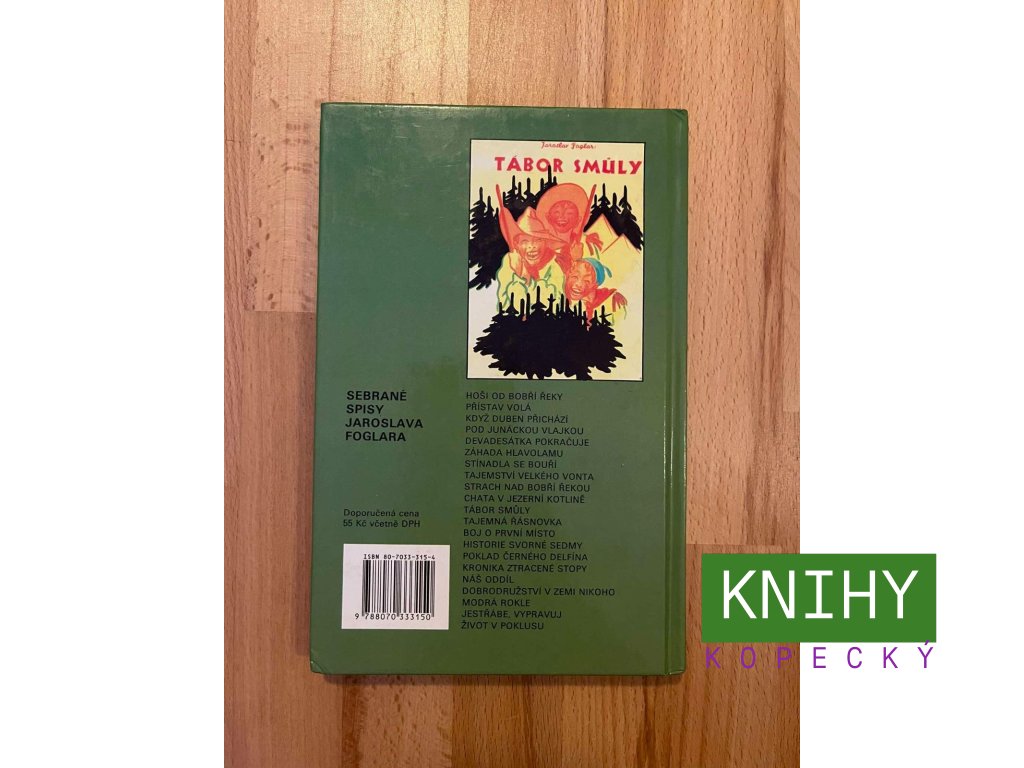 Jaroslav Foglar:
TÁBOR SMŮLY
SEBRANÉ
SPISY
JAROSLAVA
FOGLARA
HOŠI OD BOBŘÍ ŘEKY
PŘÍSTAV VOLÁ
KDYŽ DUBEN PŘICHÁZÍ
POD JUNÁCKOU VLAJKOU
DEVADESÁTKA POKRAČUJE
ZÁHADA HLAVOLAMU
STÍNADLA SE BOUŘÍ
TAJEMSTVÍ VELKÉHO VONTA
STRACH NAD BOBŘÍ ŘEKOU
CHATA V JEZERNÍ KOTLINĚ
TÁBOR SMŮLY
TAJEMNÁ ŘÁSNOVKA
BOJ O PRVNÍ MÍSTO
HISTORIE SVORNÉ SEDMY
POKLAD ČERNÉHO DELFÍNA
KRONIKA ZTRACENÉ STOPY
NÁŠ ODDÍL
DOBRODRUŽSTVÍ V ZEMI NIKOHO
MODRÁ ROKLE
JESTŘÁBE, VYPRAVUJ
ŽIVOT V POKLUSU
Doporučená cena
55 Kč včetně DPH
ISBN 80-7033-315-4
9 788070 333150
KNIHY
KOPECKÝ